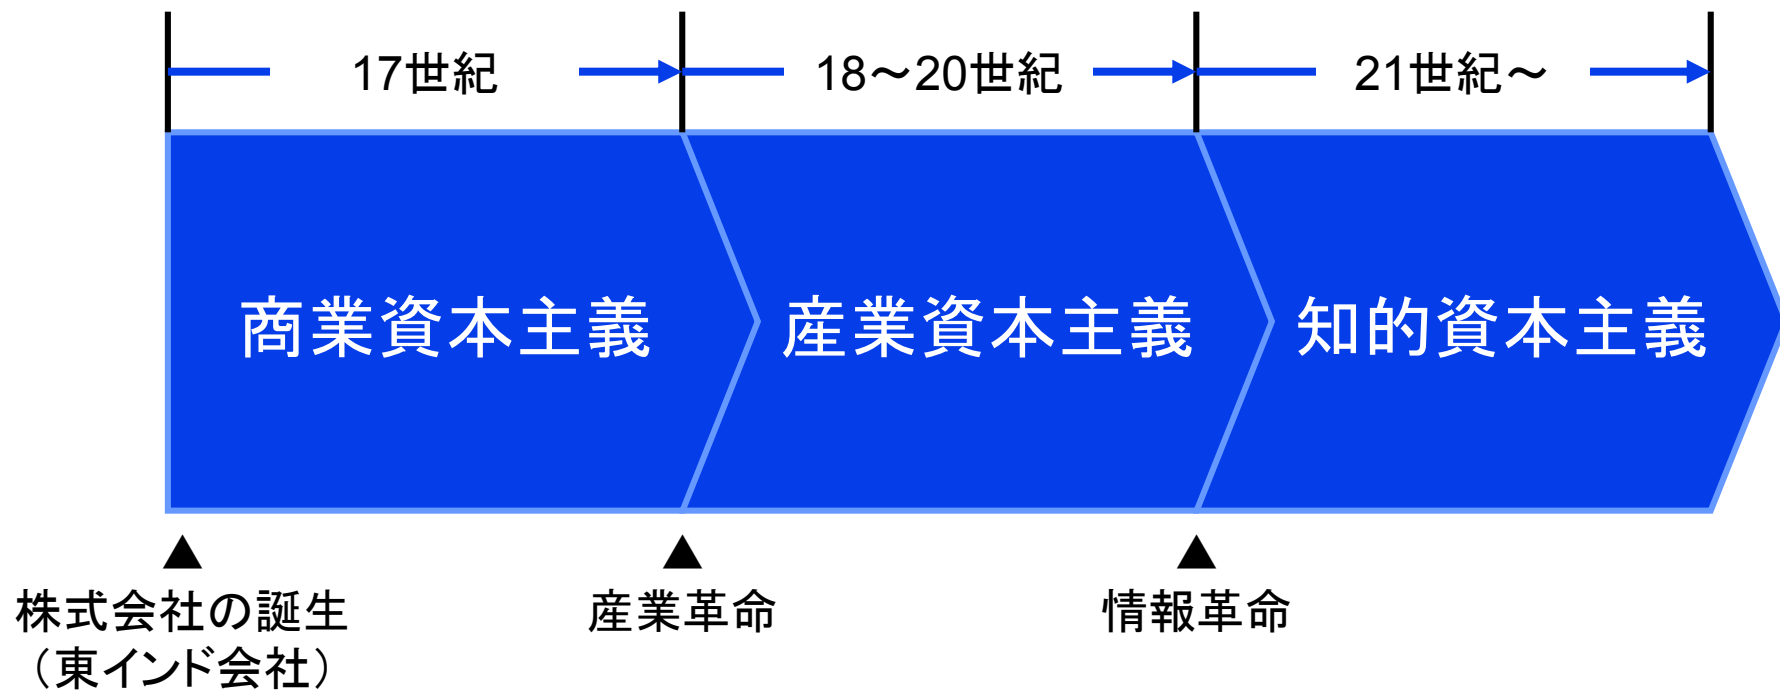 17世紀
18～20世紀
21世紀～
商業資本主義
産業資本主義
知的資本主義
株式会社の誕生
（東インド会社）
産業革命
情報革命